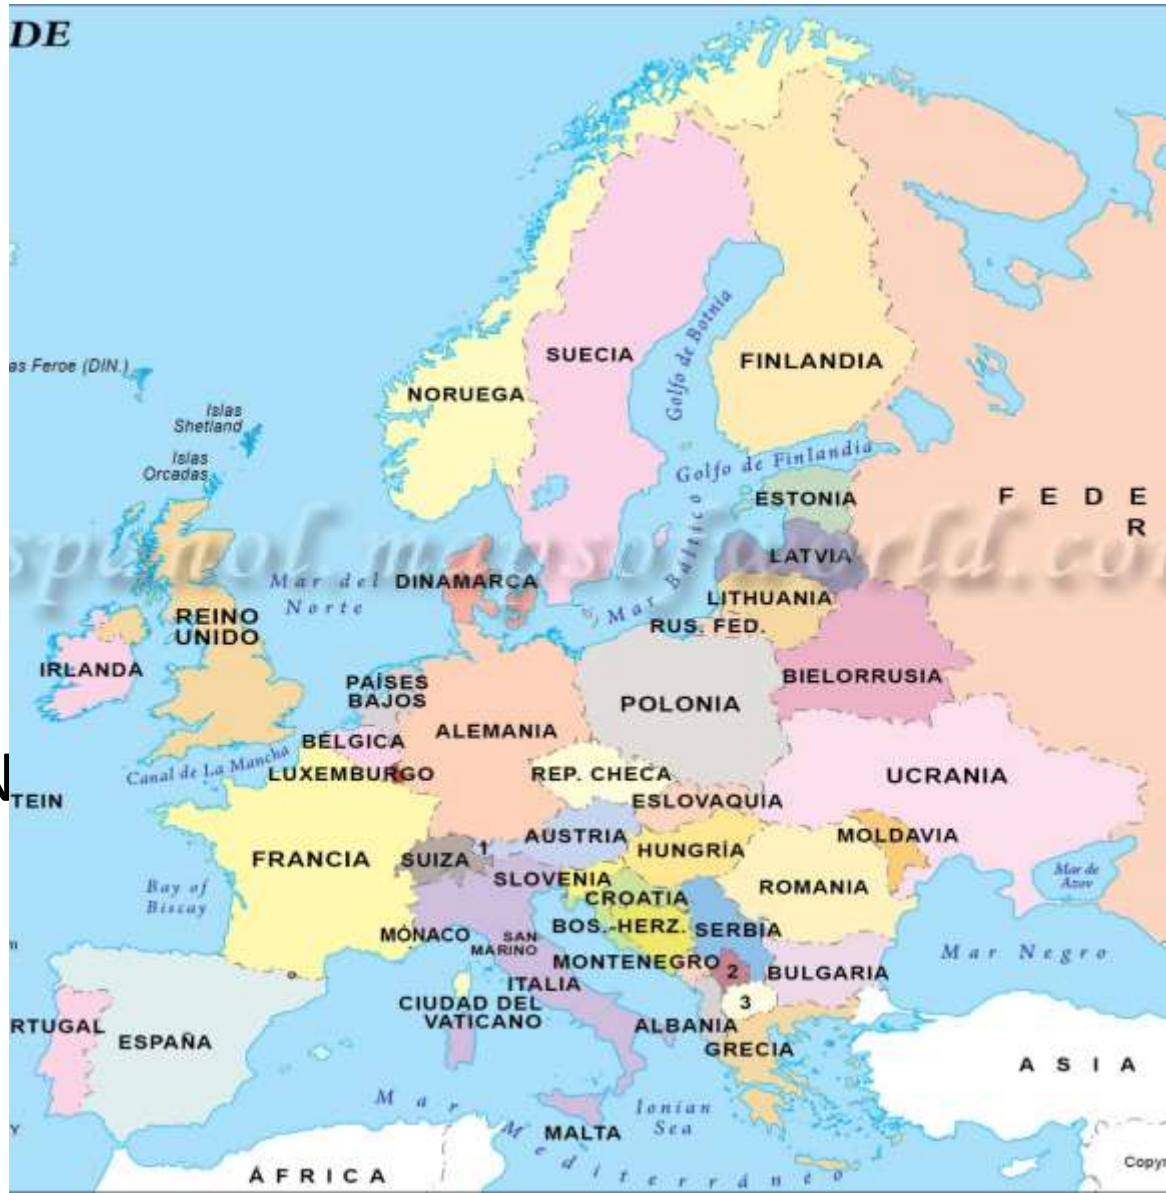 DE
SUECIA
Golfo de Botnia
FINLANDIA
as Feroe (DIN.)
NORUEGA
Islas
Shetland
Islas
Orcadas
Golfo de Finlandia
ESTONIA
F E D E
R
Mar Báltico
LATVIA
Mar del
Norte
DINAMARCA
LITHUANIA
RUS. FED.
REINO
UNIDO
IRLANDA
BIELORRUSIA
PAÍSES
BAJOS
POLONIA
ALEMANIA
BÉLGICA
Canal de La Mancha
LUXEMBURGO
REP. CHECA
UCRANIA
N
TEIN
ESLOVAQUIA
AUSTRIA
MOLDAVIA
1
HUNGRÍA
FRANCIA
SUIZA
SLOVENIA
Mar de
Azov
Bay of
Biscay
CROATIA
ROMANIA
BOS.-HERZ.
SERBÍA
MÓNACO
SAN
MARINO
Mar Negro
MONTENEGRO
2
BULGARIA
ITALIA
CIUDAD DEL
VATICANO
3
RTUGAL
ESPAÑA
ALBANIA
GRECIA
A S I A
Mar Mediterráneo
Ionian
Sea
MALTA
Y
ÁFRICA
Copyr